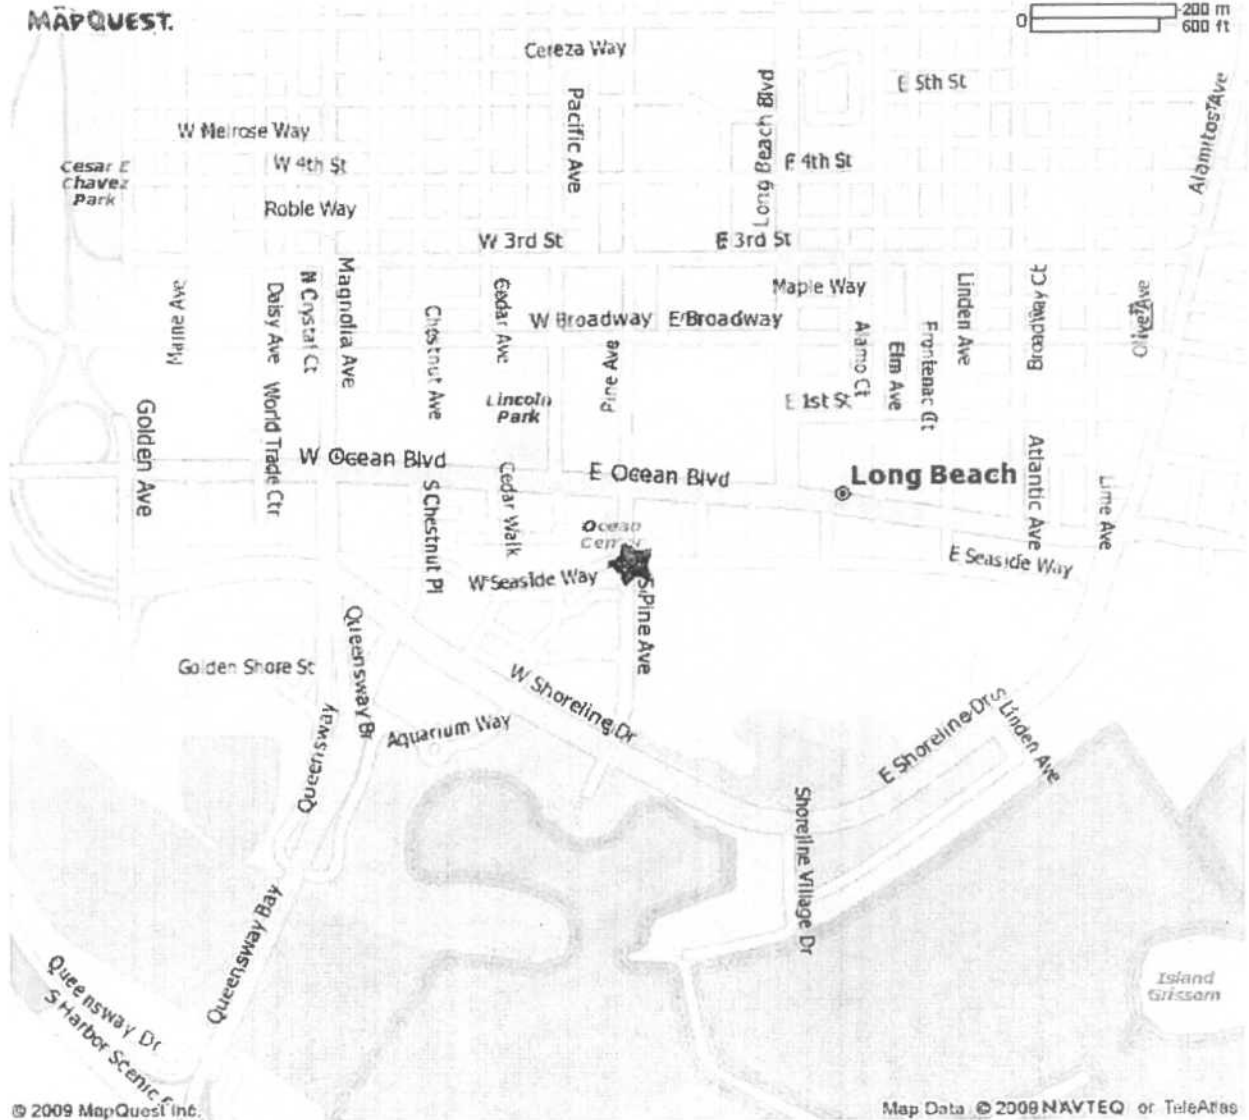 MAPQUEST.
0
200 m
600 ft
Cereza Way
E 5th St
Alamitos Ave
Pacific Ave
Long Beach Blvd
W Melrose Way
W 4th St
E 4th St
Cesar E
Chavez
Park
Roble Way
W 3rd St
E 3rd St
Maine Ave
Daisy Ave
N Crystal Ct
Magnolia Ave
Chestnut Ave
Cedar Ave
Maple Way
W Broadway
E Broadway
Pine Ave
Alamo Ct
Elm Ave
Frontenac Ct
Linden Ave
Broadway Ct
Olive Ave
Lincoln
Park
E 1st St
Golden Ave
World Trade Ctr
W Ocean Blvd
E Ocean Blvd
Long Beach
S Chestnut Pl
Cedar Walk
Atlantic Ave
Lime Ave
Ocean
Center
W Seaside Way
E Seaside Way
S Pine Ave
Golden Shore St
Queensway Br
W Shoreline Dr
Queensway
Aquarium Way
E Shoreline Dr
S Linden Ave
Shoreline Village Dr
Queensway Bay
Queensway Dr
S Harbor Scenic
Island
Grissom
© 2009 MapQuest Inc.
Map Data © 2009 NAVTEQ or TeleAtlas